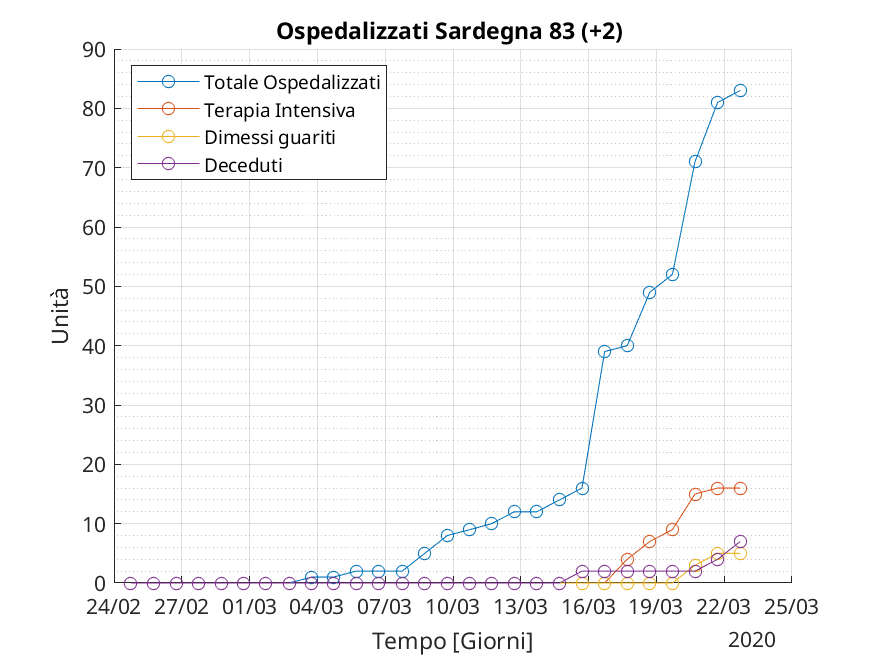 Ospedalizzati Sardegna 83 (+2)
90
80
70
60
50
40
30
20
10
0
Unità
Totale Ospedalizzati
Terapia Intensiva
Dimessi guariti
Deceduti
24/02 27/02 01/03 04/03 07/03 10/03 13/03 16/03 19/03 22/03 25/03
Tempo [Giorni]
2020